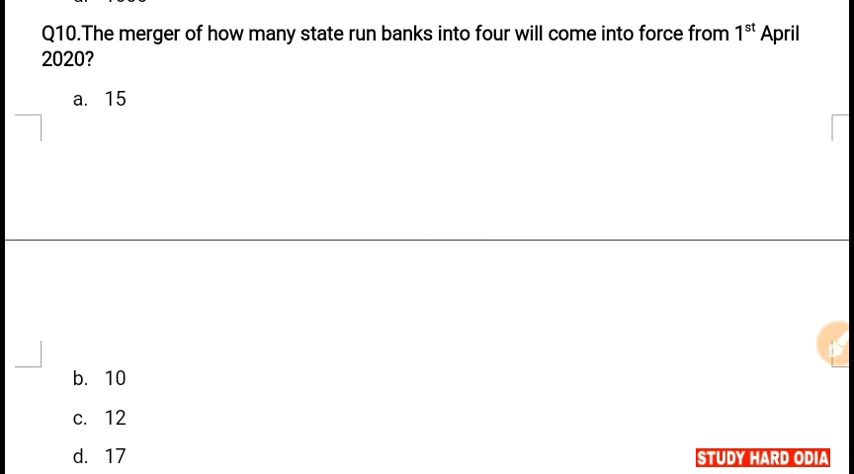 Q10.The merger of how many state run banks into four will come into force from 1st April
2020?
a. 15
b. 10
c. 12
d. 17
STUDY HARD ODIA